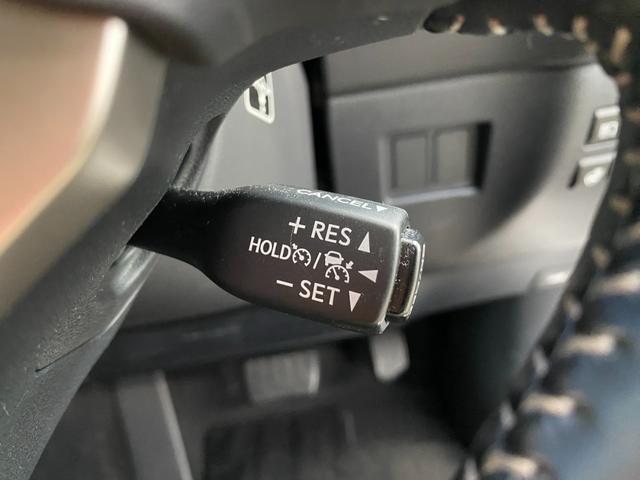 CANCEL▼
+ RES ▲
HOLD / ◀
− SET ▼